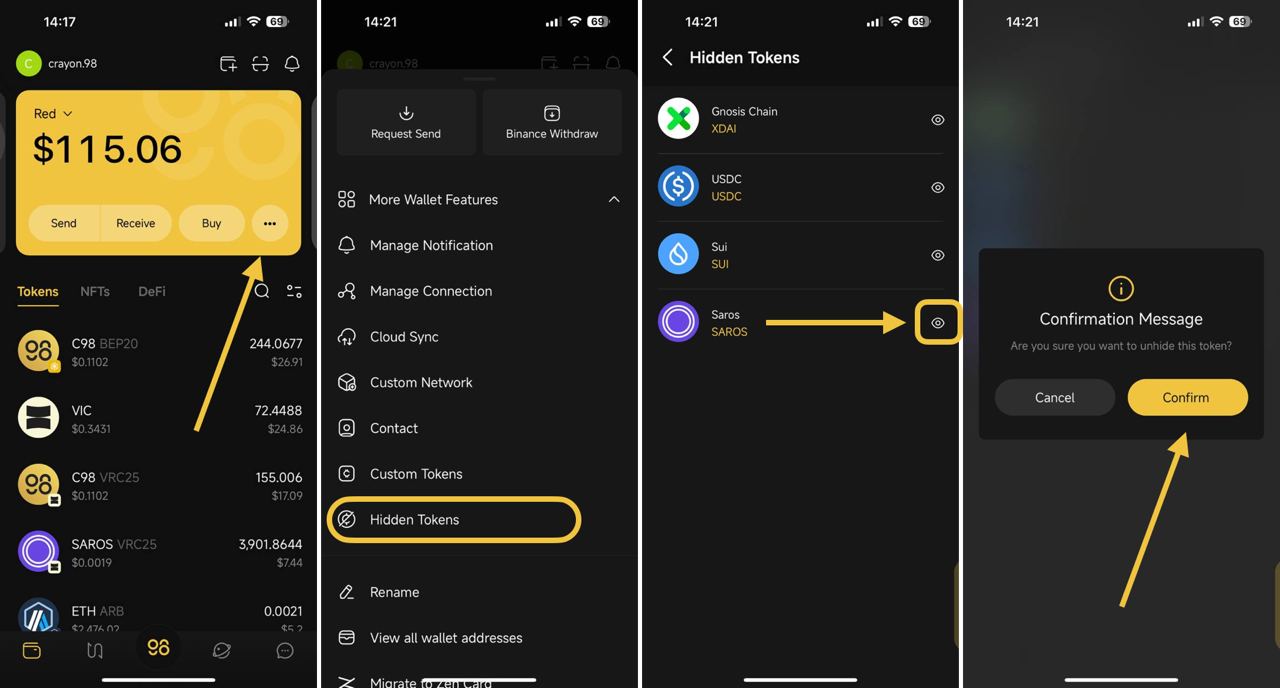 14:17
69
C crayon.98
Red
$115.06
Send Receive Buy
Tokens NFTs DeFi
C98 BEP20 244.0677
$0.1102 $26.91
VIC 72.4488
$0.3431 $24.86
C98 VRC25 155.006
$0.1102 $17.09
SAROS VRC25 3,901.8644
$0.0019 $7.44
ETH ARB 0.0021
$2,476.02 $5.2
98
14:21
69
C crayon.98
Request Send
Binance Withdraw
More Wallet Features
Manage Notification
Manage Connection
Cloud Sync
Custom Network
Contact
Custom Tokens
Hidden Tokens
Rename
View all wallet addresses
Migrate to Zen Card
14:21
69
Hidden Tokens
Gnosis Chain
XDAI
USDC
USDC
Sui
SUI
Saros
SAROS
14:21
69
Confirmation Message
Are you sure you want to unhide this token?
Cancel Confirm